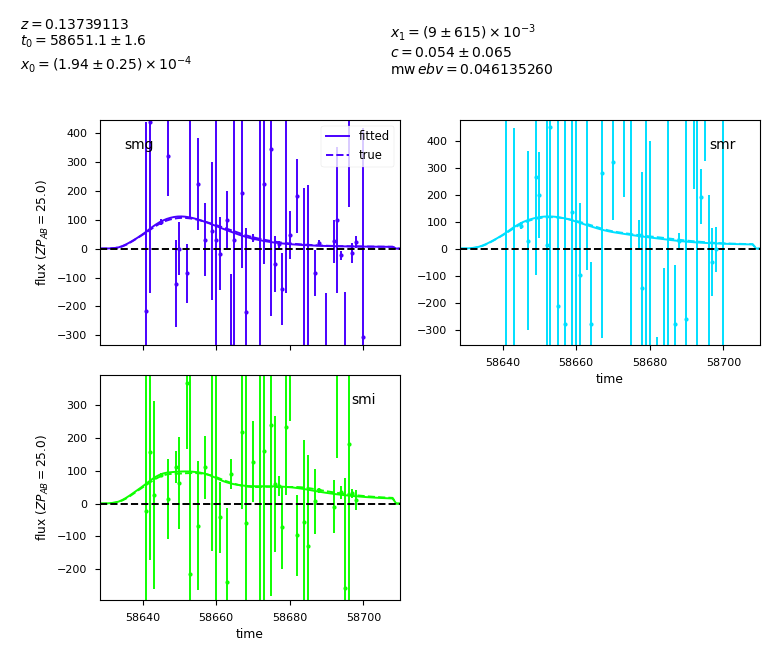 z = 0.13739113
t₀ = 58651.1 ± 1.6
x₀ = (1.94 ± 0.25) × 10⁻⁴
x₁ = (9 ± 615) × 10⁻³
c = 0.054 ± 0.065
mw ebv = 0.046135260
smg
fitted
true
400
300
200
100
0
−100
−200
−300
flux (ZP_AB = 25.0)
smr
400
300
200
100
0
−100
−200
−300
58640
58660
58680
58700
time
smi
300
200
100
0
−100
−200
flux (ZP_AB = 25.0)
58640
58660
58680
58700
time